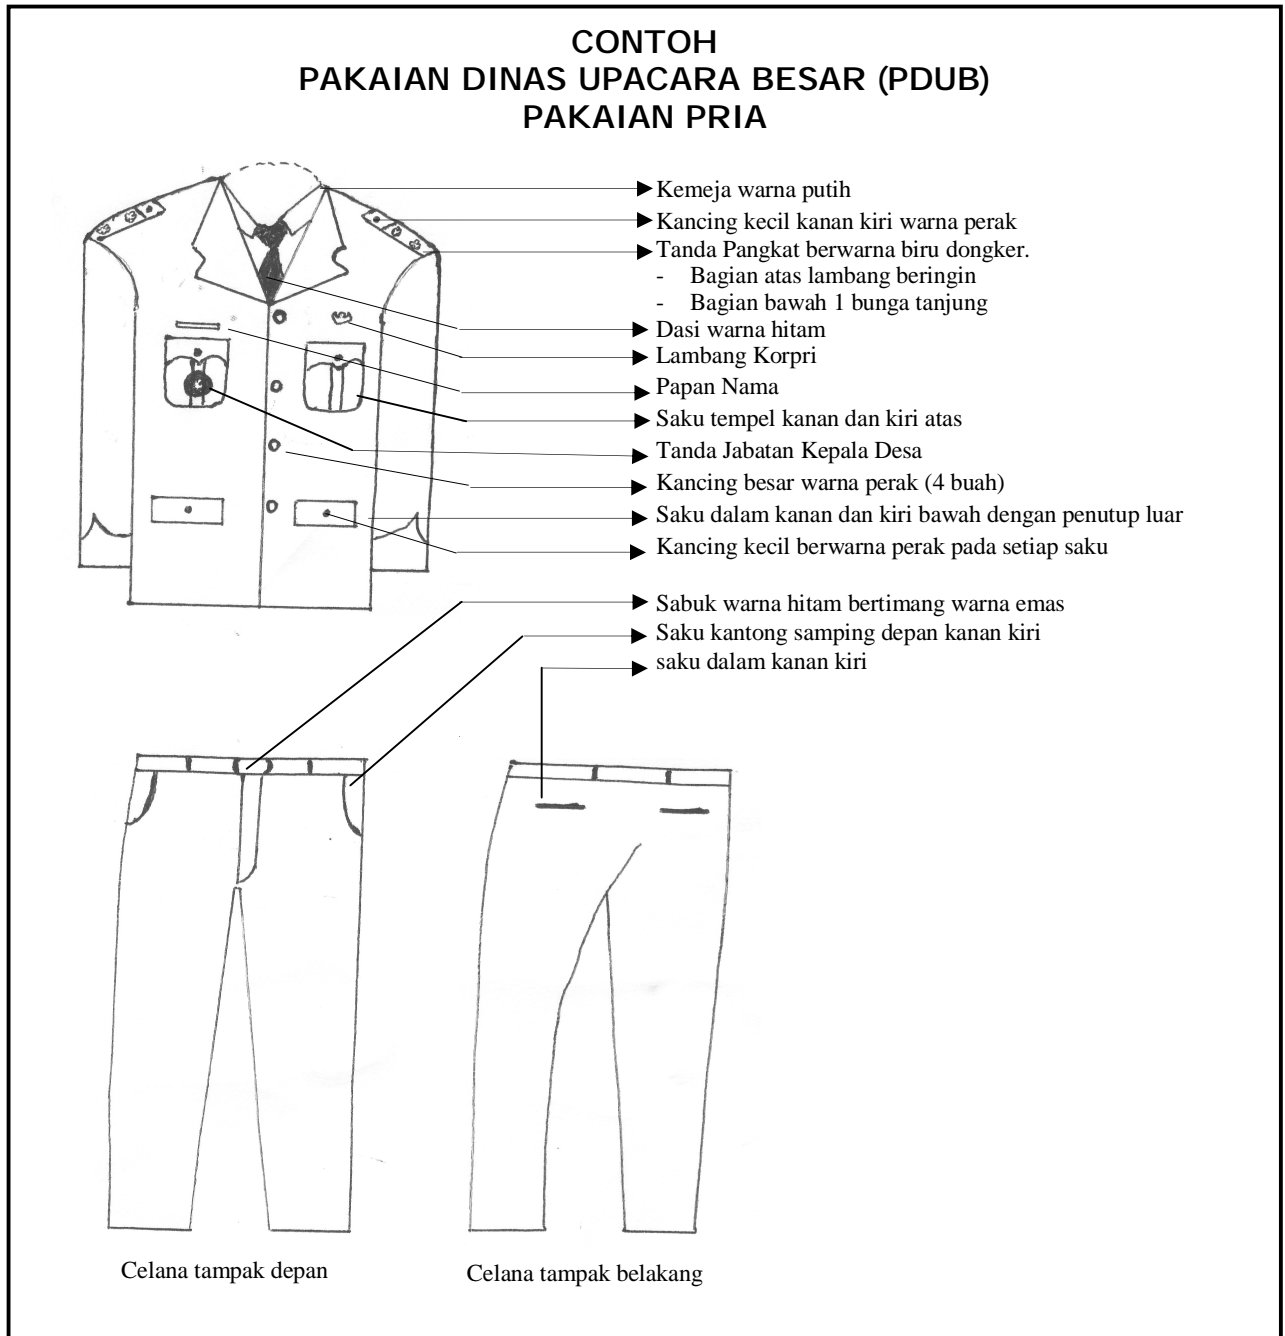 CONTOH
PAKAIAN DINAS UPACARA BESAR (PDUB)
PAKAIAN PRIA
Kemeja warna putih
Kancing kecil kanan kiri warna perak
Tanda Pangkat berwarna biru dongker.
- Bagian atas lambang beringin
- Bagian bawah 1 bunga tanjung
Dasi warna hitam
Lambang Korpri
Papan Nama
Saku tempel kanan dan kiri atas
Tanda Jabatan Kepala Desa
Kancing besar warna perak (4 buah)
Saku dalam kanan dan kiri bawah dengan penutup luar
Kancing kecil berwarna perak pada setiap saku
Sabuk warna hitam bertimang warna emas
Saku kantong samping depan kanan kiri
saku dalam kanan kiri
Celana tampak depan
Celana tampak belakang